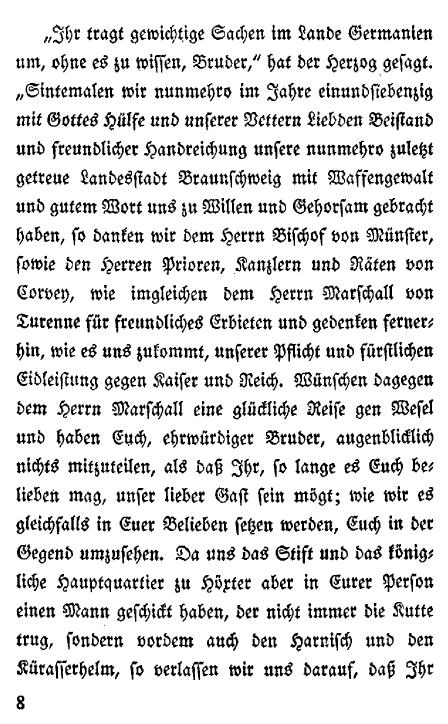 „Ihr tragt gewichtige Sachen im Lande Germanien
um, ohne es zu wissen, Bruder,“ hat der Herzog gesagt.
„Sintemalen wir nunmehro im Jahre einundsiebenzig
mit Gottes Hülfe und unserer Vettern Liebden Beistand
und freundlicher Handreichung unsere nunmehro zuletzt
getreue Landesstadt Braunschweig mit Waffengewalt
und gutem Wort uns zu Willen und Gehorsam gebracht
haben, so danken wir dem Herrn Bischof von Münster,
sowie den Herren Prioren, Kanzlern und Räten von
Corvey, wie imgleichen dem Herrn Marschall von
Turenne für freundliches Erbieten und gedenken ferner-
hin, wie es uns zukommt, unserer Pflicht und fürstlichen
Eidleistung gegen Kaiser und Reich. Wünschen dagegen
dem Herrn Marschall eine glückliche Reise gen Wesel
und haben Euch, ehrwürdiger Bruder, augenblicklich
nichts mitzuteilen, als daß Ihr, so lange es Euch be-
lieben mag, unser lieber Gast sein mögt; wie wir es
gleichfalls in Euer Belieben setzen werden, Euch in der
Gegend umzusehen. Da uns das Stift und das könig-
liche Hauptquartier zu Höxter aber in Eurer Person
einen Mann geschickt haben, der nicht immer die Kutte
trug, sondern vordem auch den Harnisch und den
Kürasserhelm, so verlassen wir uns darauf, daß Ihr
8